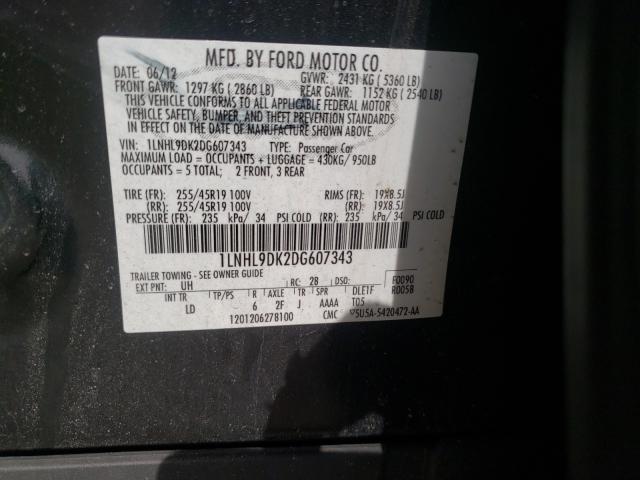 MFD. BY FORD MOTOR CO.
DATE: 06/12 GVWR: 2431 KG ( 5360 LB)
FRONT GAWR: 1297 KG ( 2860 LB) REAR GAWR: 1152 KG ( 2540 LB)
THIS VEHICLE CONFORMS TO ALL APPLICABLE FEDERAL MOTOR
VEHICLE SAFETY, BUMPER, AND THEFT PREVENTION STANDARDS
IN EFFECT ON THE DATE OF MANUFACTURE SHOWN ABOVE.
VIN: 1LNHL9DK2DG607343 TYPE: Passenger Car
MAXIMUM LOAD = OCCUPANTS + LUGGAGE = 430KG/ 950LB
OCCUPANTS = 5 TOTAL; 2 FRONT, 3 REAR
TIRE (FR): 255/45R19 100V RIMS (FR): 19X8.5J
(RR): 255/45R19 100V (RR): 19X8.5J
PRESSURE (FR): 235 kPa/ 34 PSI COLD (RR): 235 kPa/ 34 PSI COLD
1LNHL9DK2DG607343
TRAILER TOWING - SEE OWNER GUIDE
EXT PNT: UH RC: 28 DSO: F0090
R0058
INT TR TP/PS R AXLE TR SPR DLE1F
LD 6 2F J AAAA T05
1201206278100 CMC 5U5A-5420472-AA